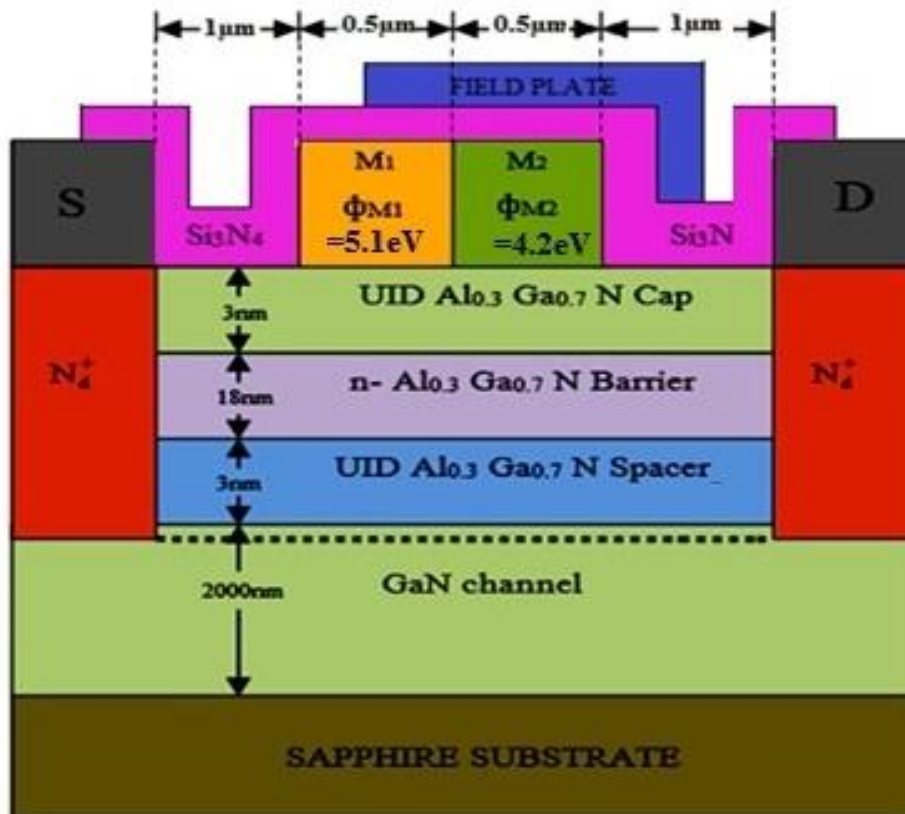 1μm 0.5μm 0.5μm 1μm
FIELD PLATE
S
M₁
ΦM1
=5.1eV
M₂
ΦM2
=4.2eV
D
Si₃N₄
Si₃N
3nm
UID Al₀.₃ Ga₀.₇ N Cap
N⁺d
18nm
n- Al₀.₃ Ga₀.₇ N Barrier
N⁺d
3nm
UID Al₀.₃ Ga₀.₇ N Spacer
2000nm
GaN channel
SAPPHIRE SUBSTRATE